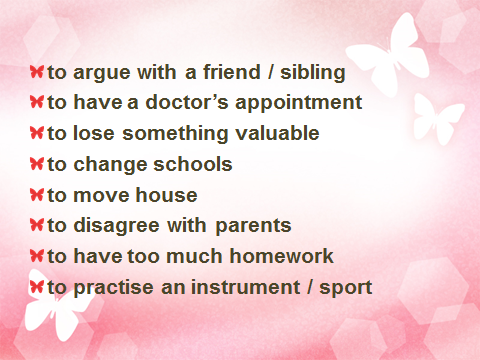 to argue with a friend / sibling
to have a doctor’s appointment
to lose something valuable
to change schools
to move house
to disagree with parents
to have too much homework
to practise an instrument / sport